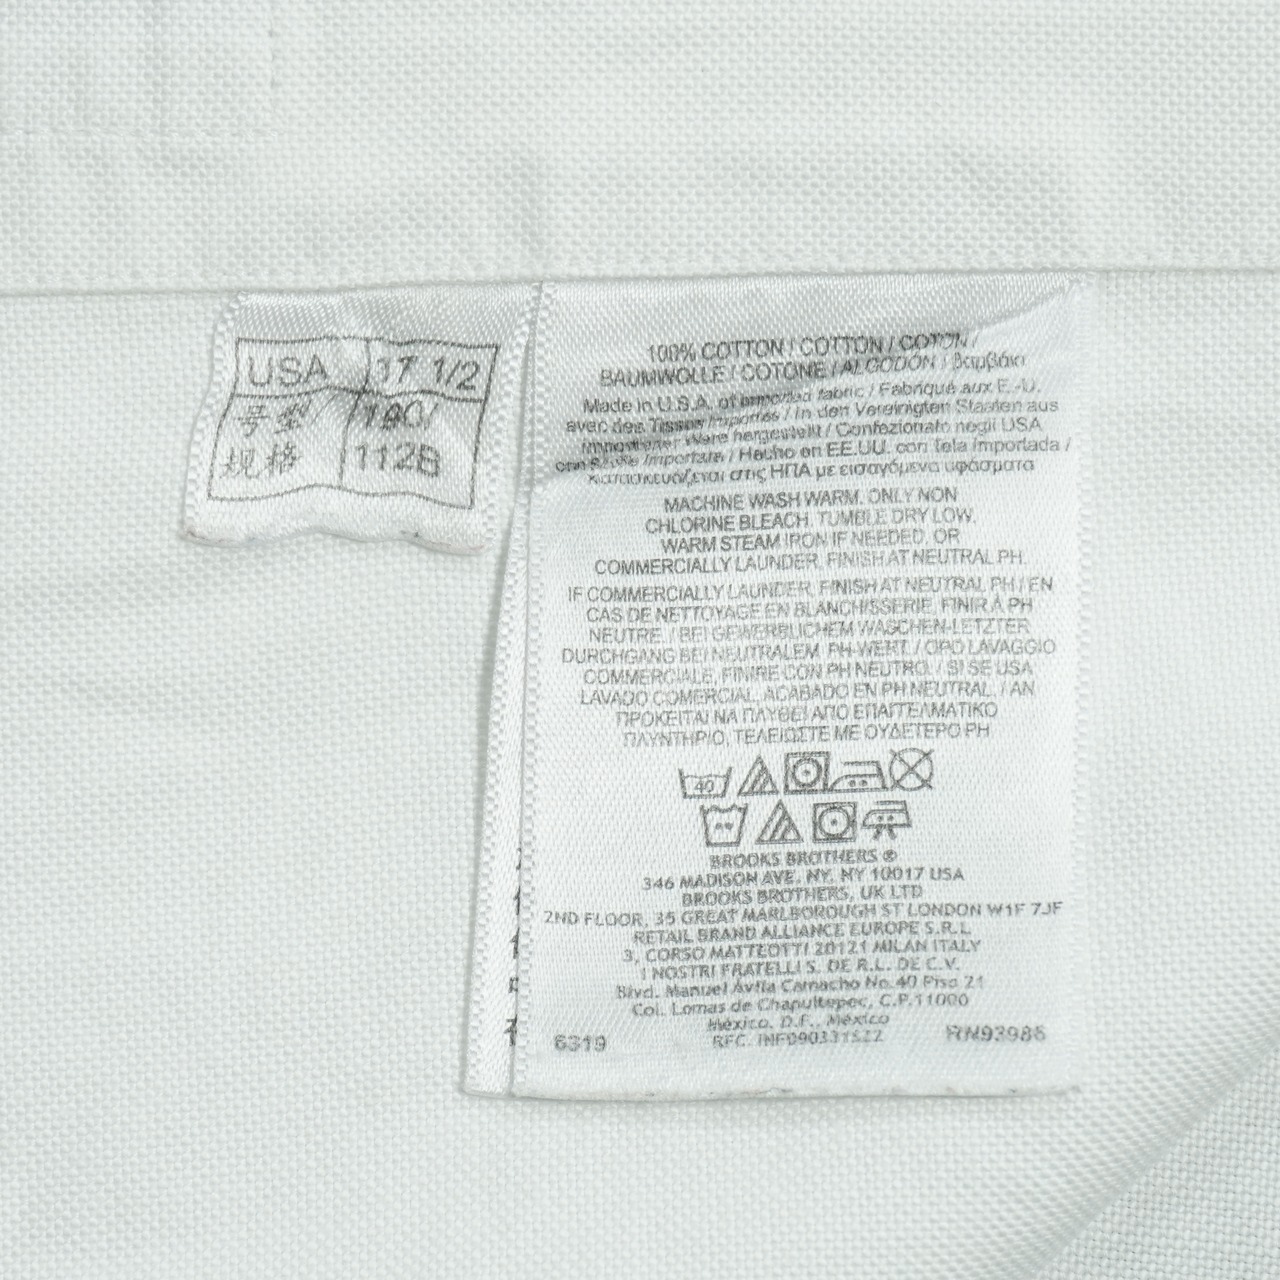 USA 17 1/2
号型 190/
规格 112B
100% COTTON / COTTON / COTON /
BAUMWOLLE / COTONE / ALGODÓN / βαμβάκι
Made in U.S.A. of imported fabric / Fabriqué aux E.-U.
avec des Tissus importés / In den Vereinigten Staaten aus
importierter Ware hergestellt / Confezionato negli USA
con Stoffe Importate / Hecho en EE.UU. con tela Importada /
Κατασκευάζεται στις ΗΠΑ με εισαγόμενα υφάσματα
MACHINE WASH WARM. ONLY NON
CHLORINE BLEACH. TUMBLE DRY LOW.
WARM STEAM IRON IF NEEDED. OR
COMMERCIALLY LAUNDER, FINISH AT NEUTRAL PH.
IF COMMERCIALLY LAUNDER, FINISH AT NEUTRAL PH / EN
CAS DE NETTOYAGE EN BLANCHISSERIE, FINIR À PH
NEUTRE. / BEI GEWERBLICHEM WASCHEN-LETZTER
DURCHGANG BEI NEUTRALEM PH-WERT. / OPO LAVAGGIO
COMMERCIALE, FINIRE CON PH NEUTRO. / SI SE USA
LAVADO COMERCIAL, ACABADO EN PH NEUTRAL. / AN
ΠΡΟΚΕΙΤΑΙ ΝΑ ΠΛΥΘΕΙ ΑΠΟ ΕΠΑΓΓΕΛΜΑΤΙΚΟ
ΠΛΥΝΤΗΡΙΟ, ΤΕΛΕΙΩΣΤΕ ΜΕ ΟΥΔΕΤΕΡΟ PH
40
BROOKS BROTHERS ®
346 MADISON AVE, NY, NY 10017 USA
BROOKS BROTHERS, UK LTD
2ND FLOOR, 35 GREAT MARLBOROUGH ST LONDON W1F 7JF
RETAIL BRAND ALLIANCE EUROPE S.R.L
3, CORSO MATTEOTTI 20121 MILAN ITALY
I NOSTRI FRATELLI S. DE R.L. DE C.V.
Blvd. Manuel Ávila Camacho No.40 Piso 21
Col. Lomas de Chapultepec, C.P.11000
México, D.F., México
6319 RFC. INF090331SZ2 RN93986